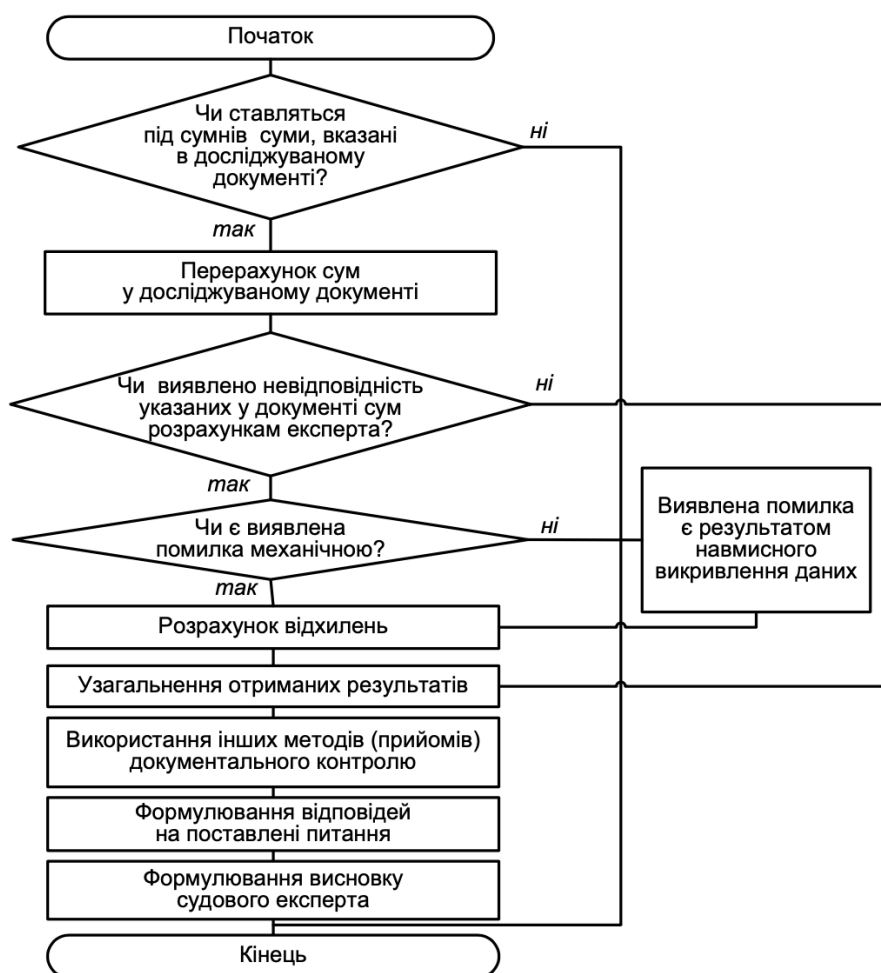 Початок
Чи ставляться
під сумнів суми, вказані
в досліджуваному
документі?
ні
так
Перерахунок сум
у досліджуваному документі
Чи виявлено невідповідність
указаних у документі сум
розрахункам експерта?
ні
так
Чи є виявлена
помилка механічною?
ні
Виявлена помилка
є результатом
навмисного
викривлення даних
так
Розрахунок відхилень
Узагальнення отриманих результатів
Використання інших методів (прийомів)
документального контролю
Формулювання відповідей
на поставлені питання
Формулювання висновку
судового експерта
Кінець